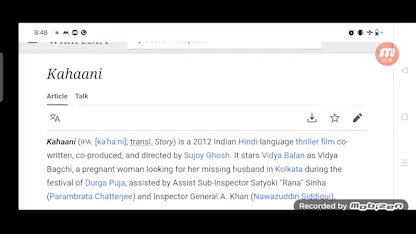 8:48
WIKIPEDIA
Kahaani
Article Talk
Kahaani (IPA: [kəˈɦaːni]; transl. Story) is a 2012 Indian Hindi-language thriller film co-
written, co-produced, and directed by Sujoy Ghosh. It stars Vidya Balan as Vidya
Bagchi, a pregnant woman looking for her missing husband in Kolkata during the
festival of Durga Puja, assisted by Assist Sub-Inspector Satyoki "Rana" Sinha
(Parambrata Chatterjee) and Inspector General A. Khan (Nawazuddin Siddiqui).
Recorded by Mobizen